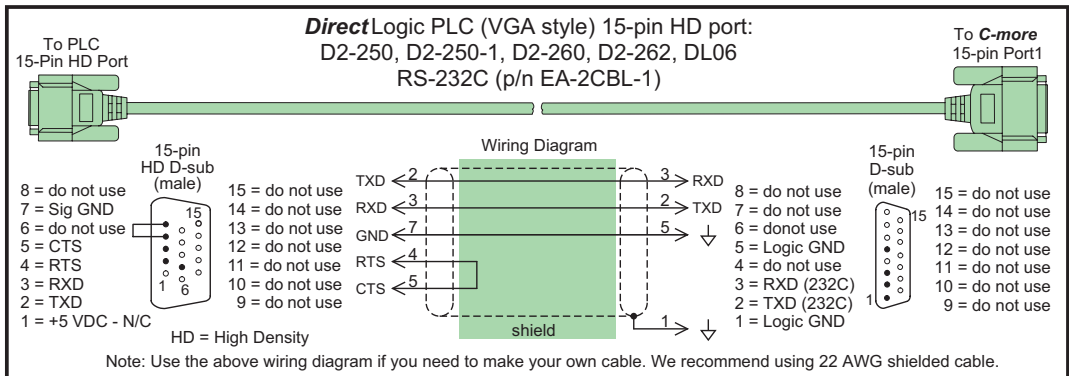 DirectLogic PLC (VGA style) 15-pin HD port:
D2-250, D2-250-1, D2-260, D2-262, DL06
RS-232C (p/n EA-2CBL-1)
To PLC
15-Pin HD Port
To C-more
15-pin Port1
15-pin
HD D-sub
(male)
8 = do not use
7 = Sig GND
6 = do not use
5 = CTS
4 = RTS
3 = RXD
2 = TXD
1 = +5 VDC - N/C
15
1
6
HD = High Density
15 = do not use
14 = do not use
13 = do not use
12 = do not use
11 = do not use
10 = do not use
9 = do not use
Wiring Diagram
TXD 2 3 RXD
RXD 3 2 TXD
GND 7 5
RTS 4
CTS 5
1
shield
8 = do not use
7 = do not use
6 = donot use
5 = Logic GND
4 = do not use
3 = RXD (232C)
2 = TXD (232C)
1 = Logic GND
15-pin
D-sub
(male)
15
1
15 = do not use
14 = do not use
13 = do not use
12 = do not use
11 = do not use
10 = do not use
9 = do not use
Note: Use the above wiring diagram if you need to make your own cable. We recommend using 22 AWG shielded cable.